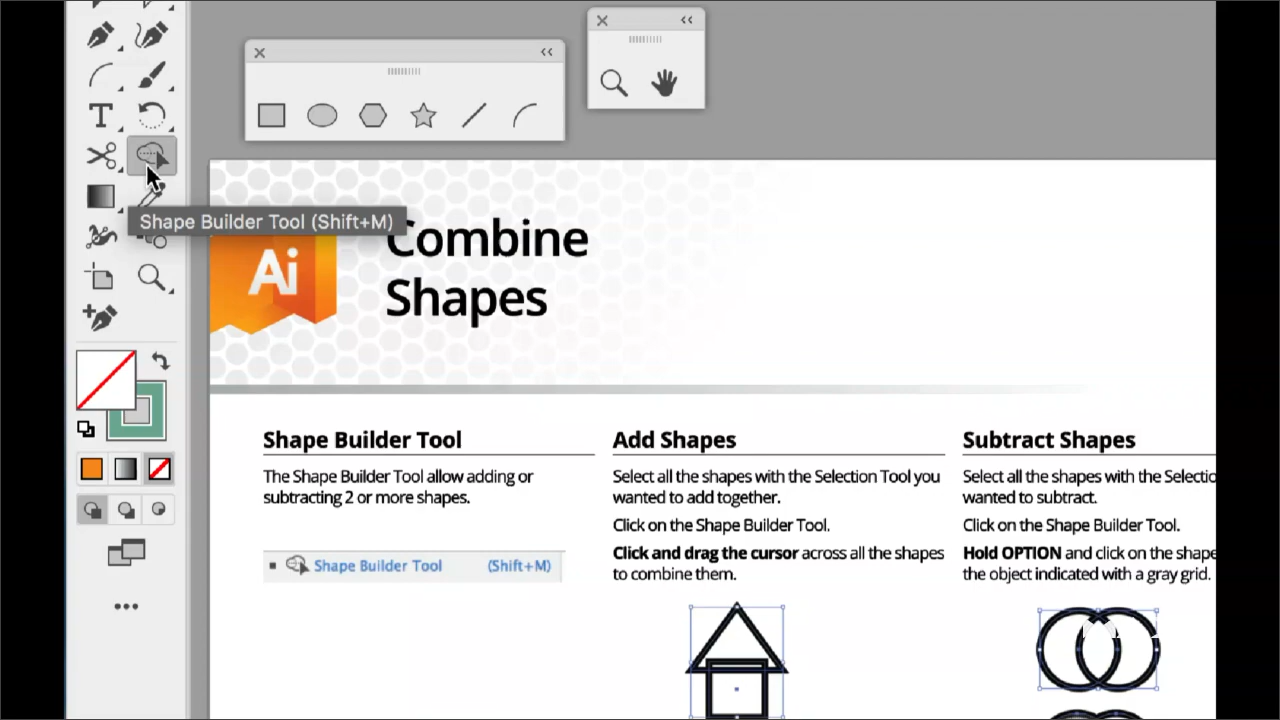 Shape Builder Tool (Shift+M)
Ai
Combine
Shapes
Shape Builder Tool
The Shape Builder Tool allow adding or
subtracting 2 or more shapes.
Shape Builder Tool (Shift+M)
Add Shapes
Select all the shapes with the Selection Tool you
wanted to add together.
Click on the Shape Builder Tool.
Click and drag the cursor across all the shapes
to combine them.
Subtract Shapes
Select all the shapes with the Selectio
wanted to subtract.
Click on the Shape Builder Tool.
Hold OPTION and click on the shape
the object indicated with a gray grid.